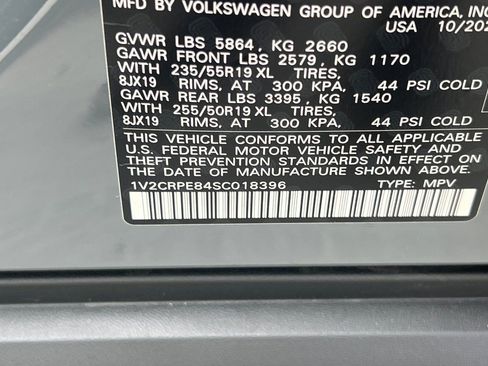 MFD BY VOLKSWAGEN GROUP OF AMERICA, INC
USA 10/202
GVWR LBS 5864, KG 2660
GAWR FRONT LBS 2579, KG 1170
WITH 235/55R19 XL TIRES,
8JX19 RIMS, AT 300 KPA, 44 PSI COLD
GAWR REAR LBS 3395, KG 1540
WITH 255/50R19 XL TIRES,
8JX19 RIMS, AT 300 KPA, 44 PSI COLD
THIS VEHICLE CONFORMS TO ALL APPLICABLE
U.S. FEDERAL MOTOR VEHICLE SAFETY AND
THEFT PREVENTION STANDARDS IN EFFECT ON
THE DATE OF MANUFACTURE SHOWN ABOVE.
1V2CRPE84SC018396 TYPE: MPV